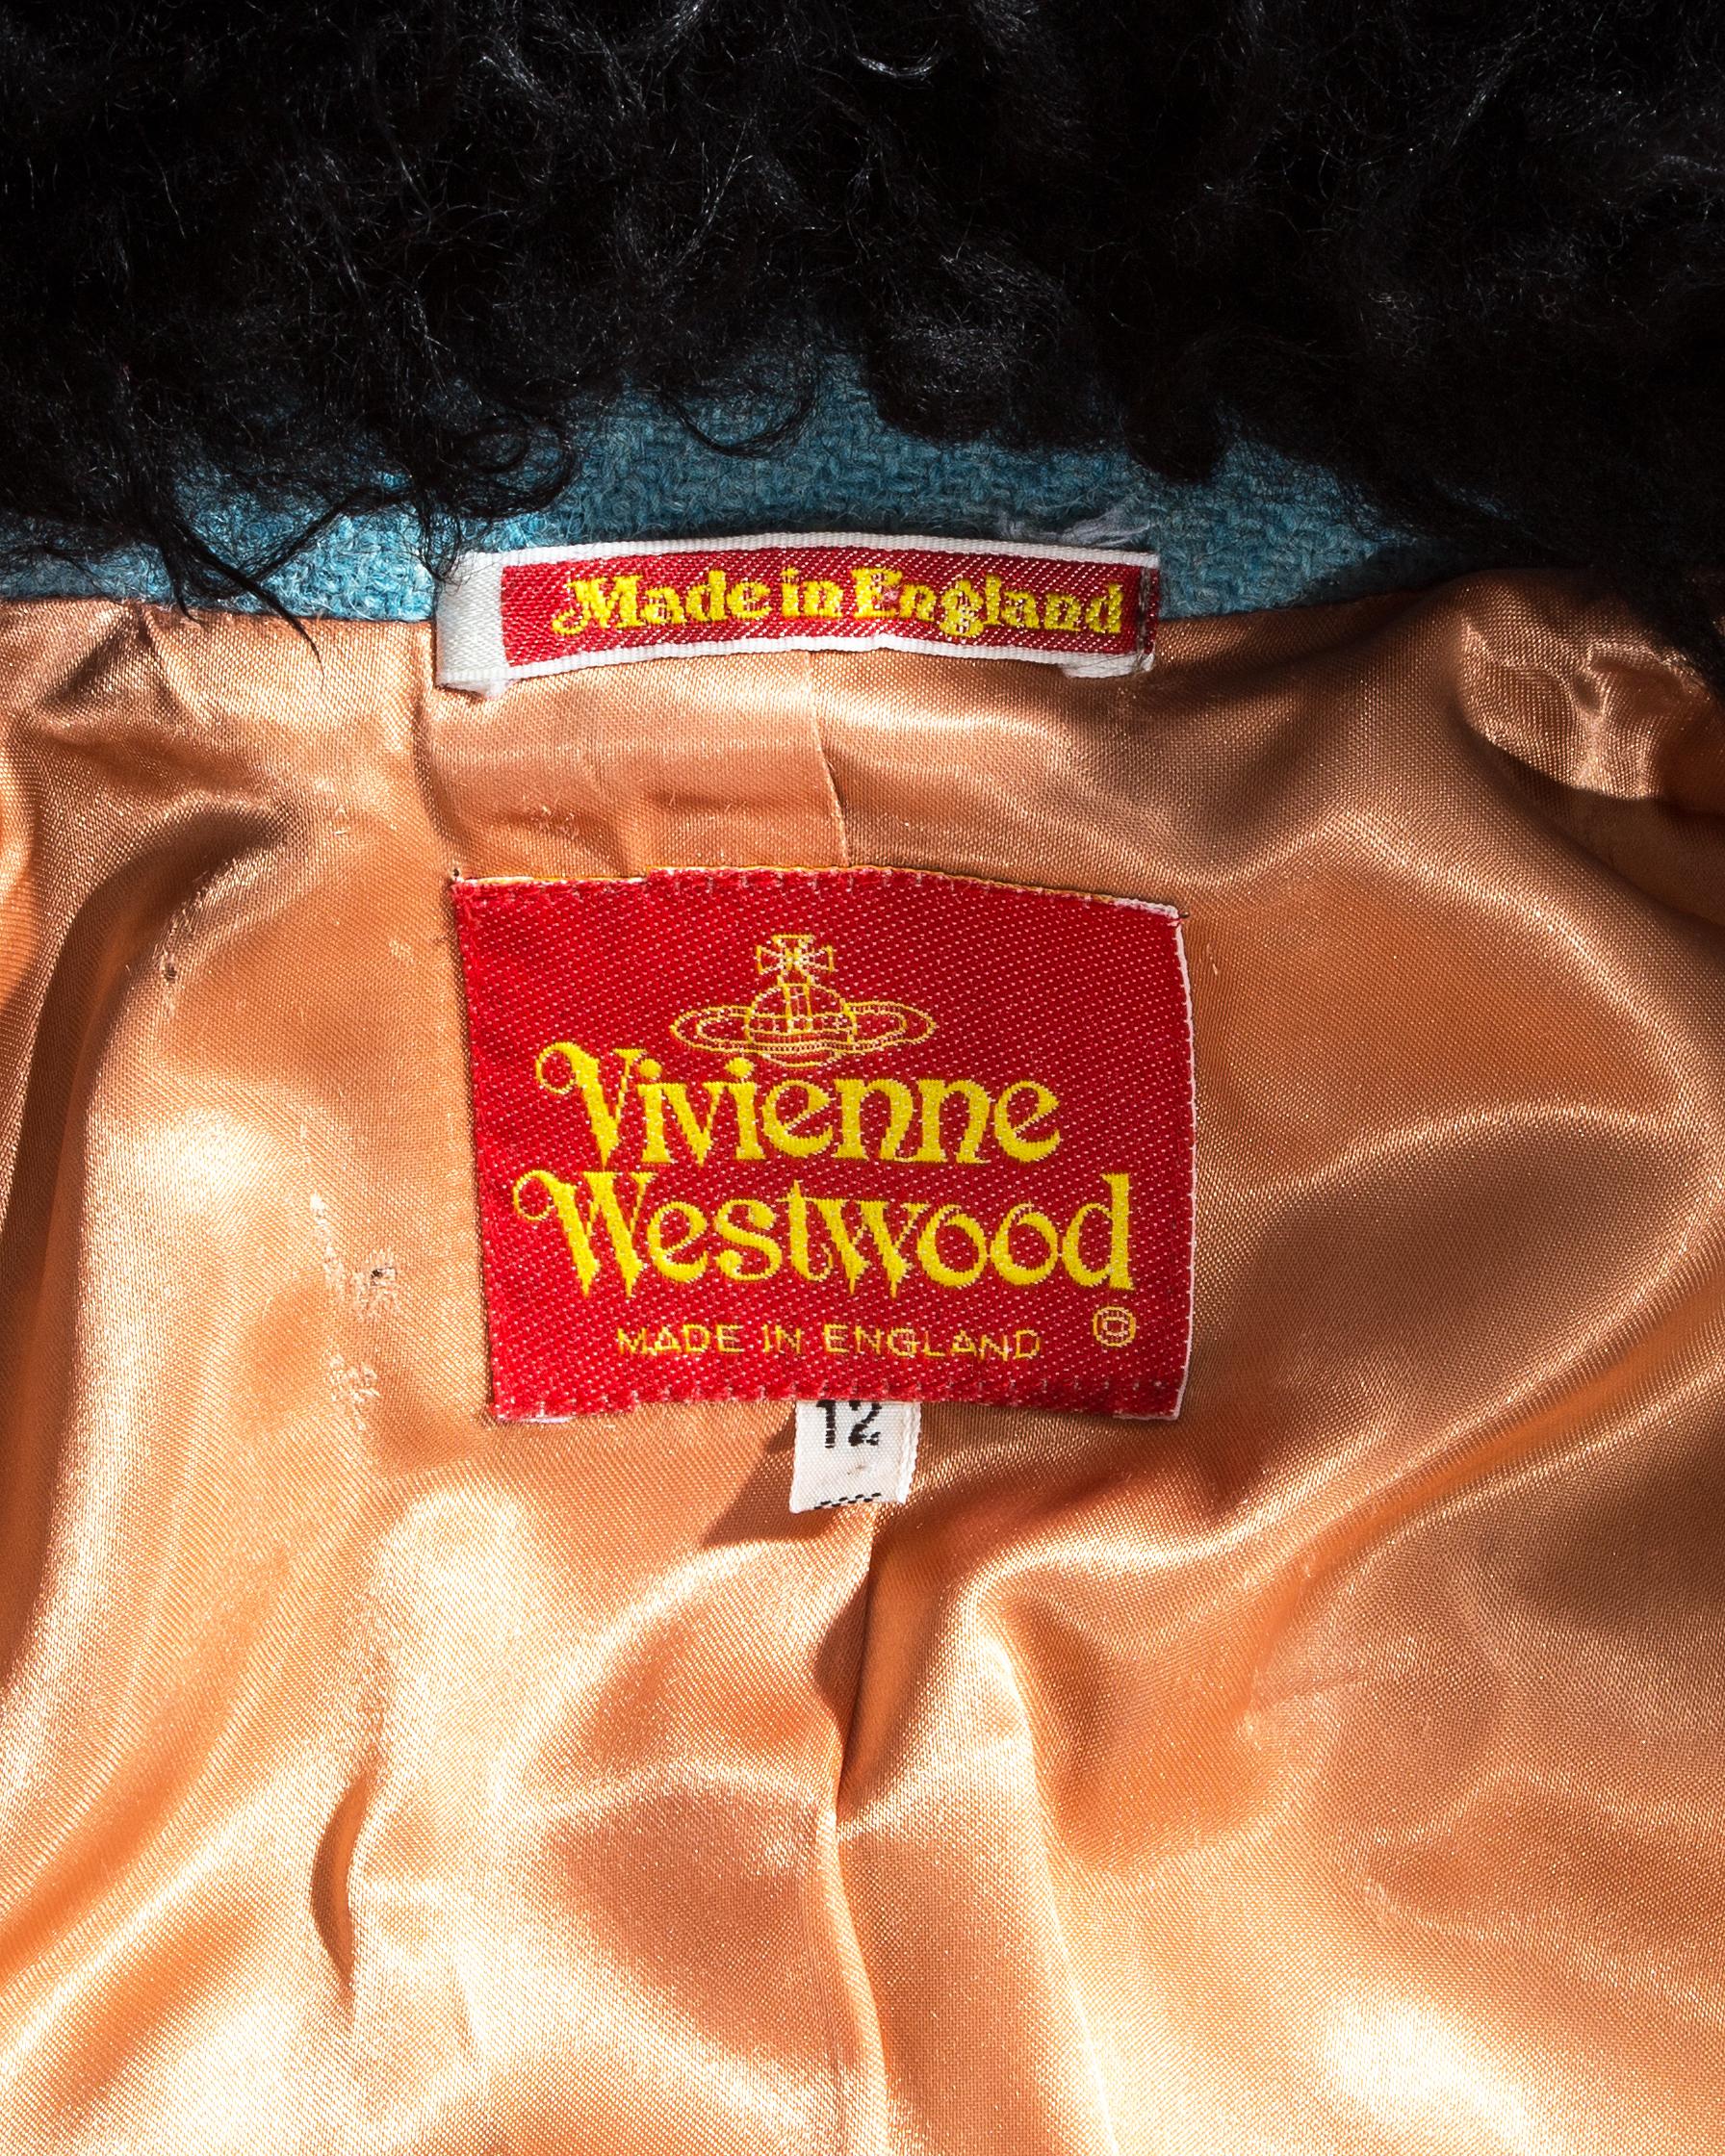 Made in England
Vivienne
Westwood
MADE IN ENGLAND
12